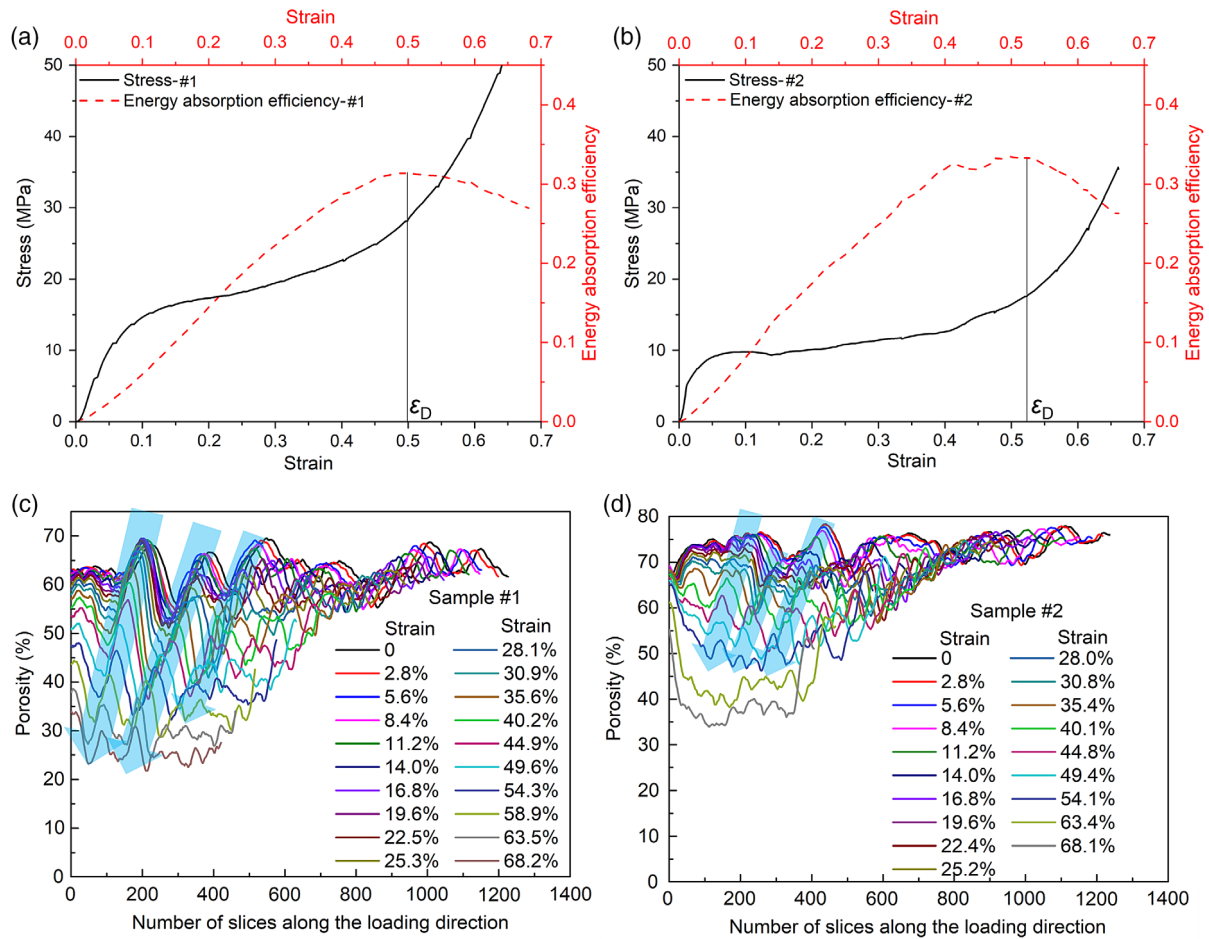 (a)
Strain
0.0 0.1 0.2 0.3 0.4 0.5 0.6 0.7
50
40
30
20
10
0
Stress (MPa)
Stress-#1
Energy absorption efficiency-#1
0.4
0.3
0.2
0.1
0.0
Energy absorption efficiency
εD
0.0 0.1 0.2 0.3 0.4 0.5 0.6 0.7
Strain
(b)
Strain
0.0 0.1 0.2 0.3 0.4 0.5 0.6 0.7
50
40
30
20
10
0
Stress (MPa)
Stress-#2
Energy absorption efficiency-#2
0.4
0.3
0.2
0.1
0.0
Energy absorption efficiency
εD
0.0 0.1 0.2 0.3 0.4 0.5 0.6 0.7
Strain
(c)
70
65
60
55
50
45
40
35
30
25
20
0
Porosity (%)
Sample #1
Strain Strain
0 28.1%
2.8% 30.9%
5.6% 35.6%
8.4% 40.2%
11.2% 44.9%
14.0% 49.6%
16.8% 54.3%
19.6% 58.9%
22.5% 63.5%
25.3% 68.2%
0 200 400 600 800 1000 1200 1400
Number of slices along the loading direction
(d)
80
70
60
50
40
30
20
10
0
Porosity (%)
Sample #2
Strain Strain
0 28.0%
2.8% 30.8%
5.6% 35.4%
8.4% 40.1%
11.2% 44.8%
14.0% 49.4%
16.8% 54.1%
19.6% 63.4%
22.4% 68.1%
25.2%
0 200 400 600 800 1000 1200 1400
Number of slices along the loading direction